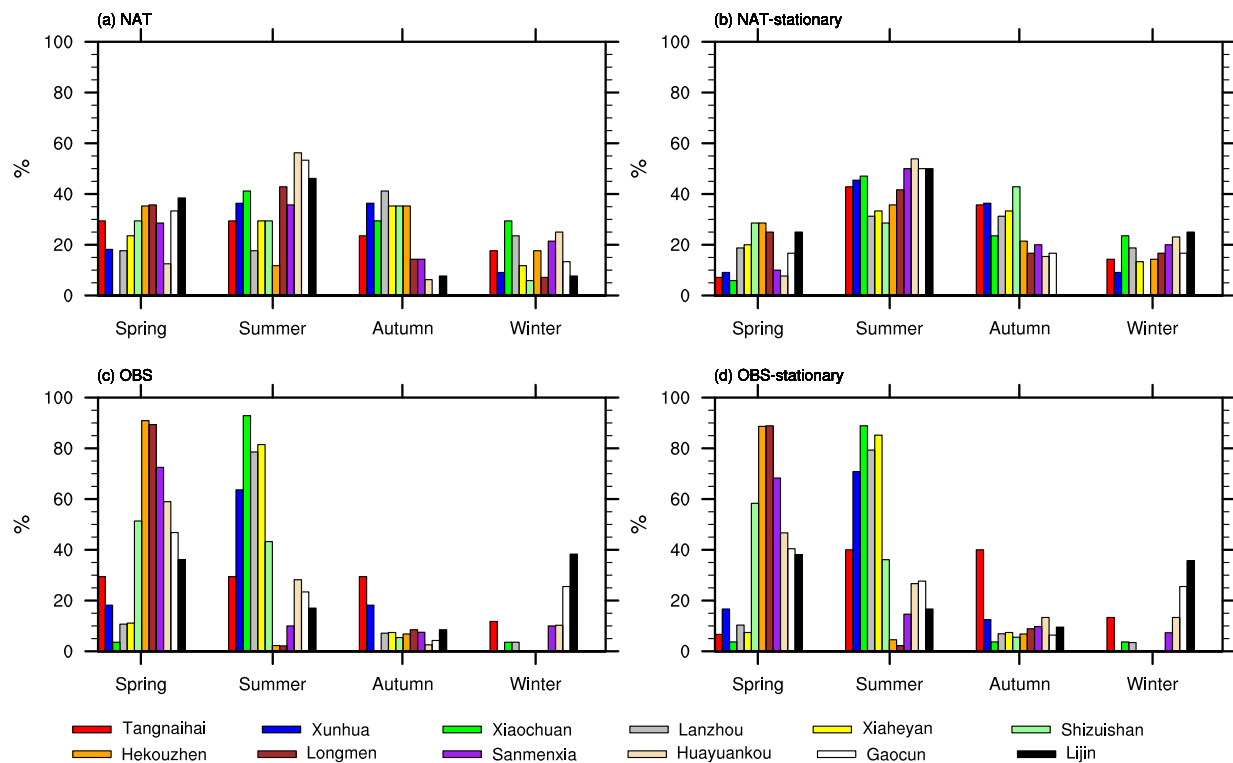 (a) NAT
(b) NAT-stationary
100
80
60
40
20
0
%
Spring Summer Autumn Winter
100
80
60
40
20
0
%
Spring Summer Autumn Winter
(c) OBS
(d) OBS-stationary
100
80
60
40
20
0
%
Spring Summer Autumn Winter
100
80
60
40
20
0
%
Spring Summer Autumn Winter
Tangnaihai Xunhua Xiaochuan Lanzhou Xiaheyan Shizuishan
Hekouzhen Longmen Sanmenxia Huayuankou Gaocun Lijin